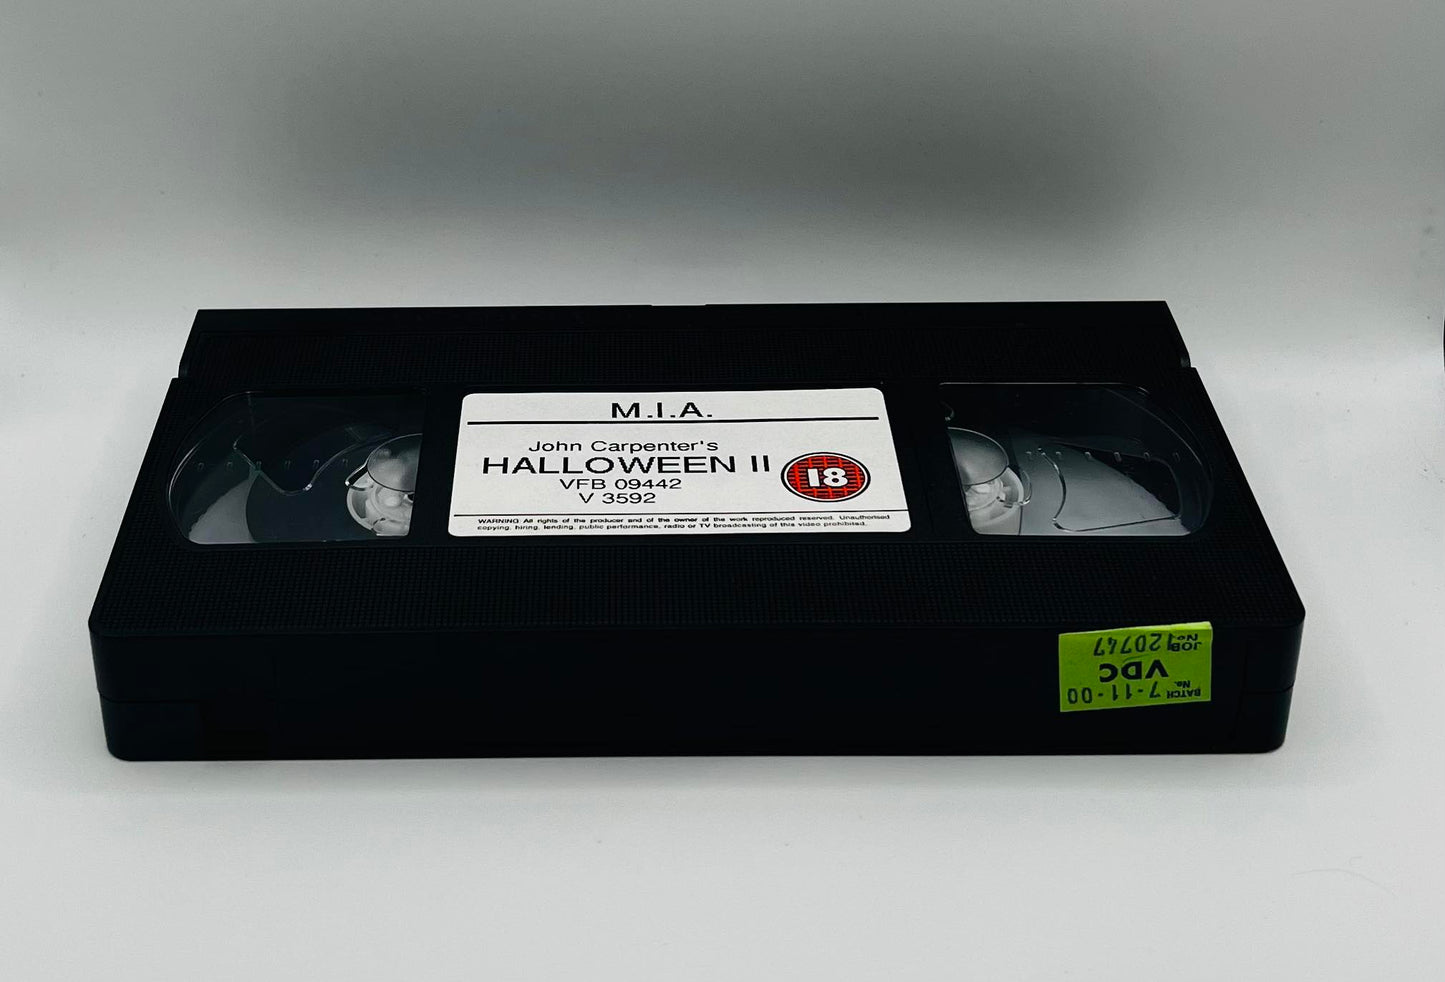 M.I.A.
John Carpenter's
HALLOWEEN II
VFB 09442
V 3592
18
WARNING All rights of the producer and of the owner of the work reproduced reserved. Unauthorised
copying, hiring, lending, public performance, radio or TV broadcasting of this video prohibited.
JOB No. 120747
VDC
BATCH No. 7-11-00